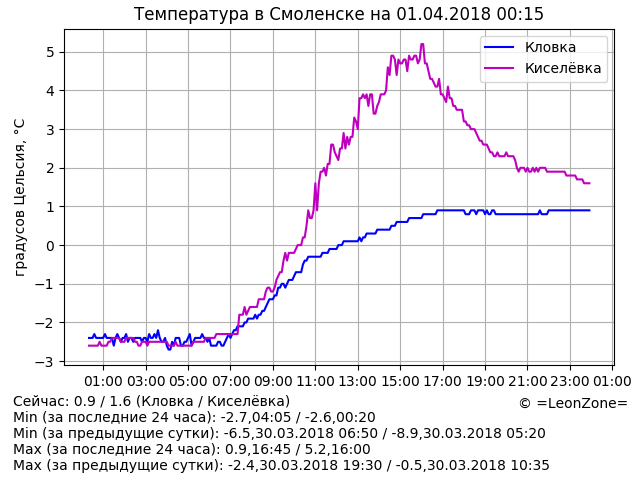 Температура в Смоленске на 01.04.2018 00:15
Кловка
Киселёвка
градусов Цельсия, °C
5
4
3
2
1
0
−1
−2
−3
01:00 03:00 05:00 07:00 09:00 11:00 13:00 15:00 17:00 19:00 21:00 23:00 01:00
Сейчас: 0.9 / 1.6 (Кловка / Киселёвка)
© =LeonZone=
Min (за последние 24 часа): -2.7,04:05 / -2.6,00:20
Min (за предыдущие сутки): -6.5,30.03.2018 06:50 / -8.9,30.03.2018 05:20
Max (за последние 24 часа): 0.9,16:45 / 5.2,16:00
Max (за предыдущие сутки): -2.4,30.03.2018 19:30 / -0.5,30.03.2018 10:35